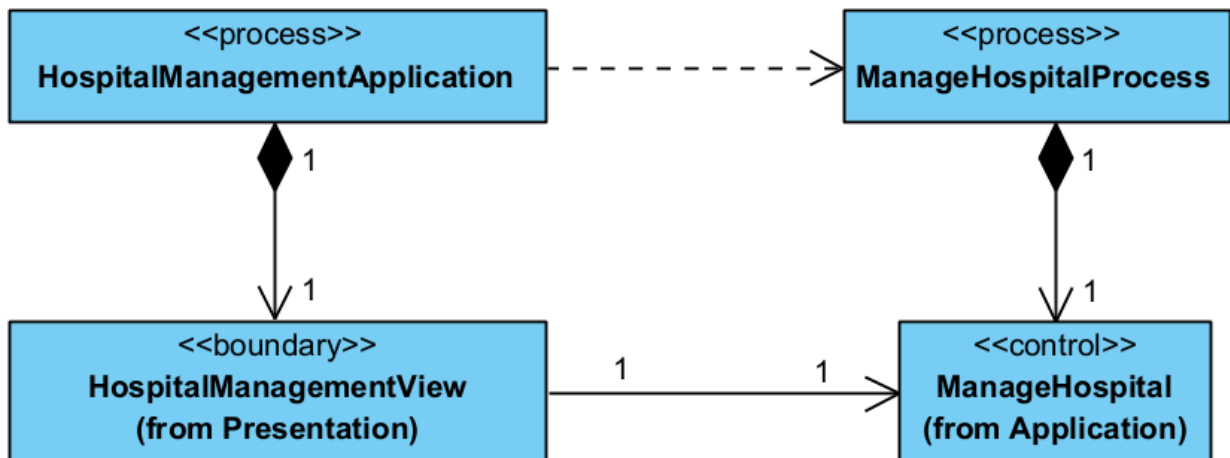 <<process>>
HospitalManagementApplication
<<process>>
ManageHospitalProcess
1
1
1
1
<<boundary>>
HospitalManagementView
(from Presentation)
1
1
<<control>>
ManageHospital
(from Application)